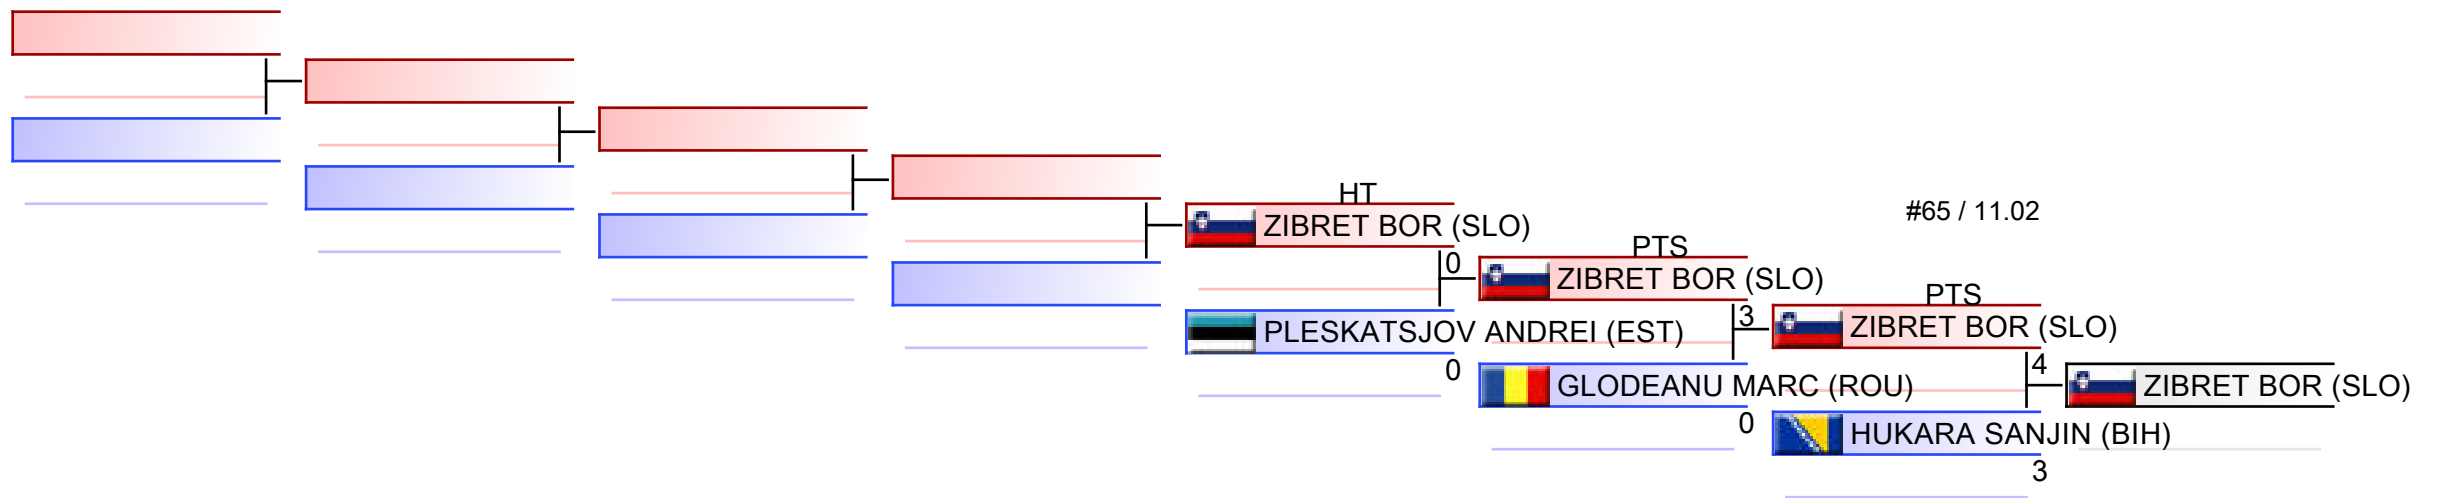 HT
ZIBRET BOR (SLO)
0
PLESKATSJOV ANDREI (EST)
0
PTS
ZIBRET BOR (SLO)
3
GLODEANU MARC (ROU)
0
#65 / 11.02
PTS
ZIBRET BOR (SLO)
4
HUKARA SANJIN (BIH)
3
ZIBRET BOR (SLO)